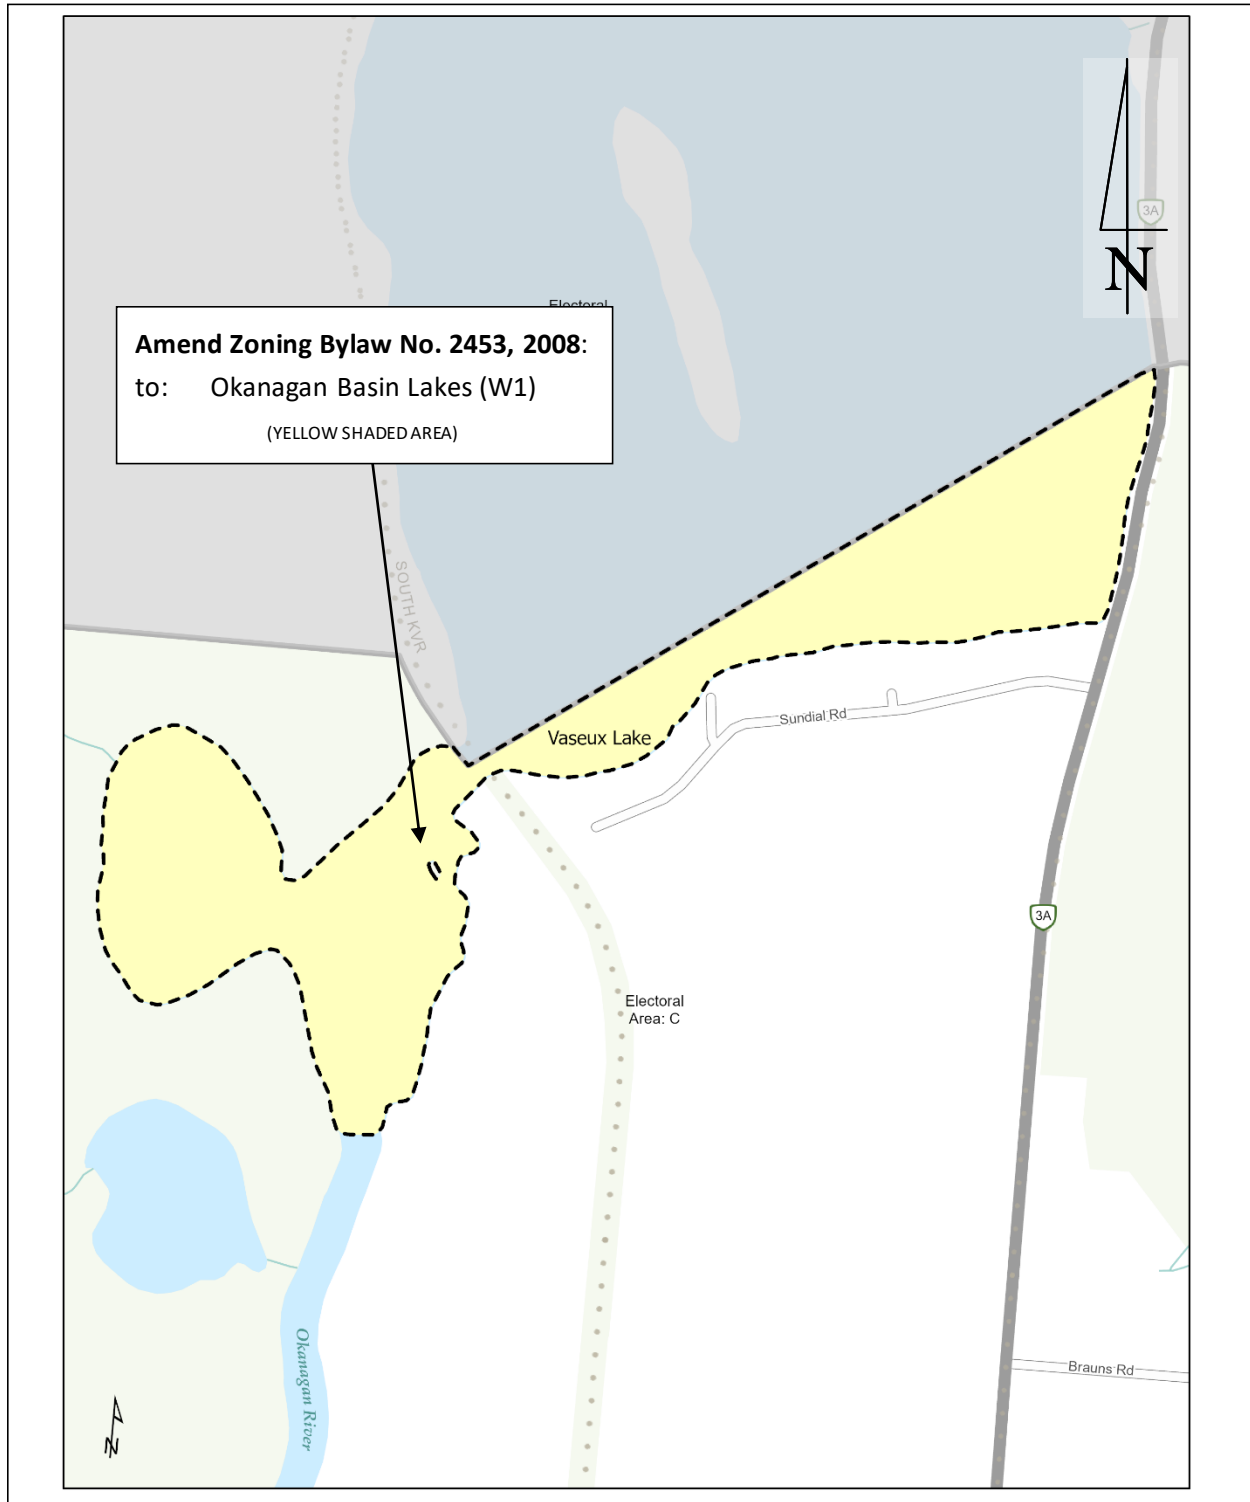 3A
N
Electoral
Amend Zoning Bylaw No. 2453, 2008:
to: Okanagan Basin Lakes (W1)
(YELLOW SHADED AREA)
SOUTH KVR
Sundial Rd
Vaseux Lake
3A
Electoral
Area: C
Okanagan River
Brauns Rd
N